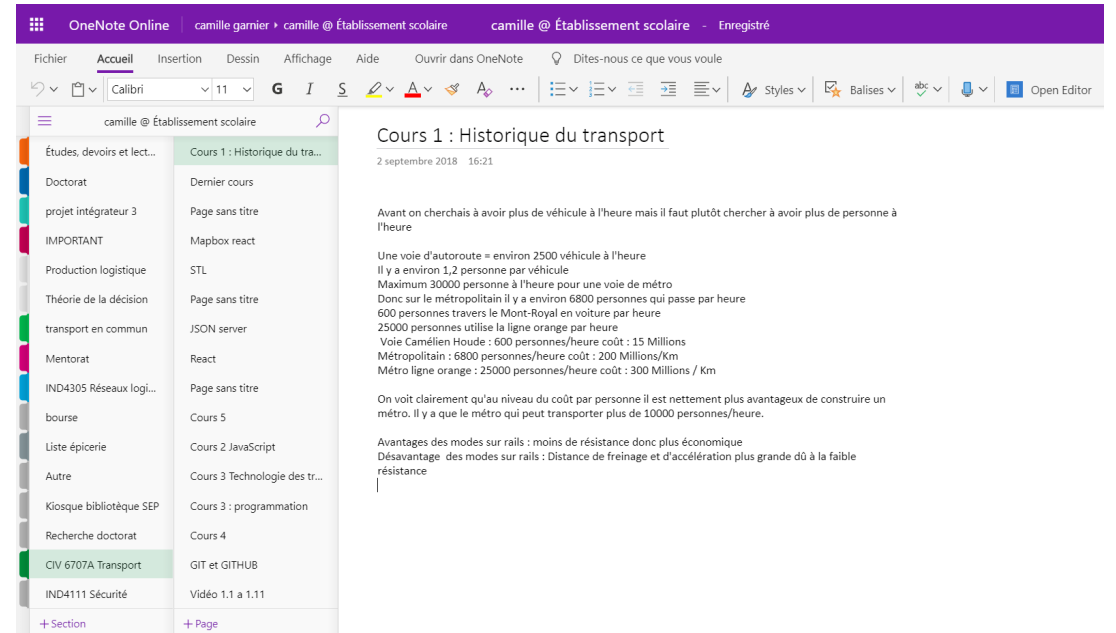 OneNote Online
camille garnier ▸ camille @ Établissement scolaire
camille @ Établissement scolaire - Enregistré
Fichier Accueil Insertion Dessin Affichage Aide Ouvrir dans OneNote Dites-nous ce que vous voule
Calibri 11 G I S Styles Balises abc Open Editor
camille @ Établissement scolaire
Études, devoirs et lect...
Doctorat
projet intégrateur 3
IMPORTANT
Production logistique
Théorie de la décision
transport en commun
Mentorat
IND4305 Réseaux logi...
bourse
Liste épicerie
Autre
Kiosque bibliotèque SEP
Recherche doctorat
CIV 6707A Transport
IND4111 Sécurité
+ Section
Cours 1 : Historique du tra...
Dernier cours
Page sans titre
Mapbox react
STL
Page sans titre
JSON server
React
Page sans titre
Cours 5
Cours 2 JavaScript
Cours 3 Technologie des tr...
Cours 3 : programmation
Cours 4
GIT et GITHUB
Vidéo 1.1 a 1.11
+ Page
Cours 1 : Historique du transport
2 septembre 2018 16:21
Avant on cherchais à avoir plus de véhicule à l'heure mais il faut plutôt chercher à avoir plus de personne à
l'heure
Une voie d'autoroute = environ 2500 véhicule à l'heure
Il y a environ 1,2 personne par véhicule
Maximum 30000 personne à l'heure pour une voie de métro
Donc sur le métropolitain il y a environ 6800 personnes qui passe par heure
600 personnes travers le Mont-Royal en voiture par heure
25000 personnes utilise la ligne orange par heure
Voie Camélien Houde : 600 personnes/heure coût : 15 Millions
Métropolitain : 6800 personnes/heure coût : 200 Millions/Km
Métro ligne orange : 25000 personnes/heure coût : 300 Millions / Km
On voit clairement qu'au niveau du coût par personne il est nettement plus avantageux de construire un
métro. Il y a que le métro qui peut transporter plus de 10000 personnes/heure.
Avantages des modes sur rails : moins de résistance donc plus économique
Désavantage des modes sur rails : Distance de freinage et d'accélération plus grande dû à la faible
résistance